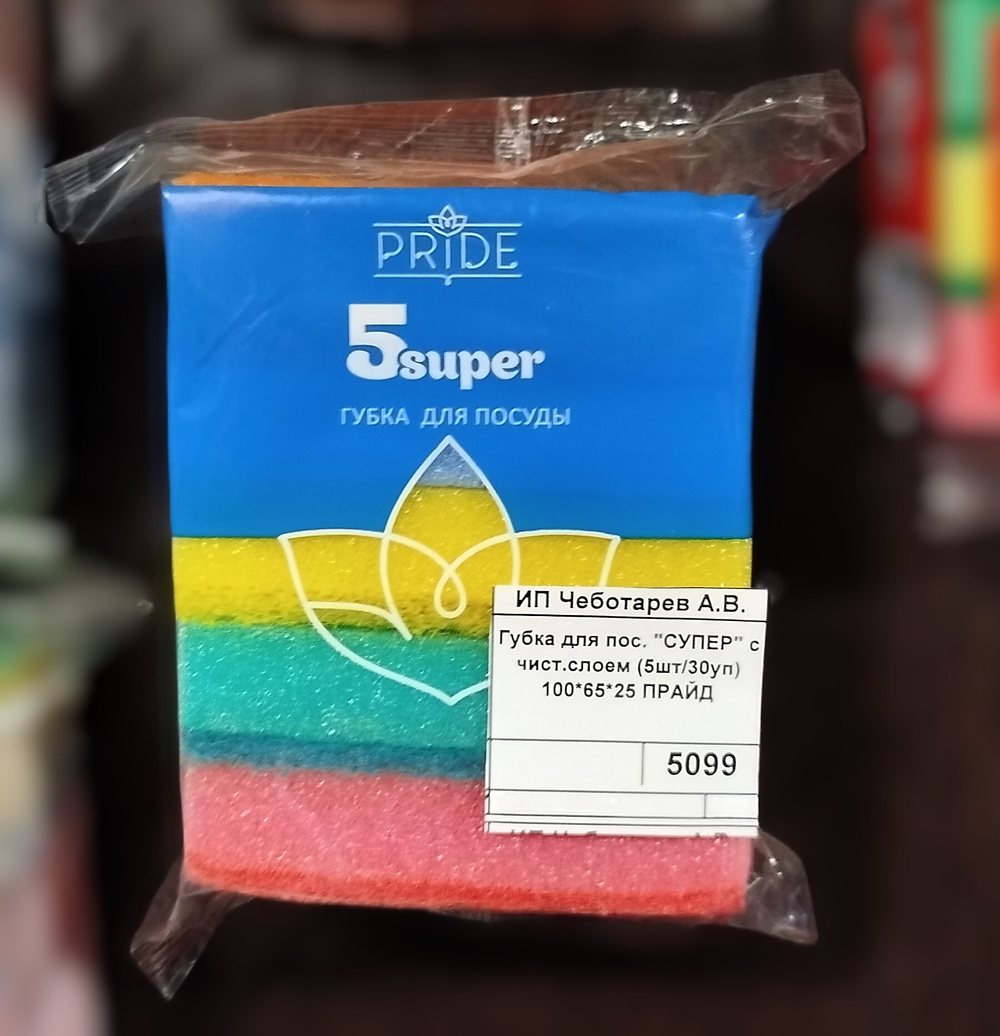 PRIDE
5super
ГУБКА ДЛЯ ПОСУДЫ
ИП Чеботарев А.В.
Губка для пос. "СУПЕР" с
чист.слоем (5шт/30уп)
100*65*25 ПРАЙД
5099